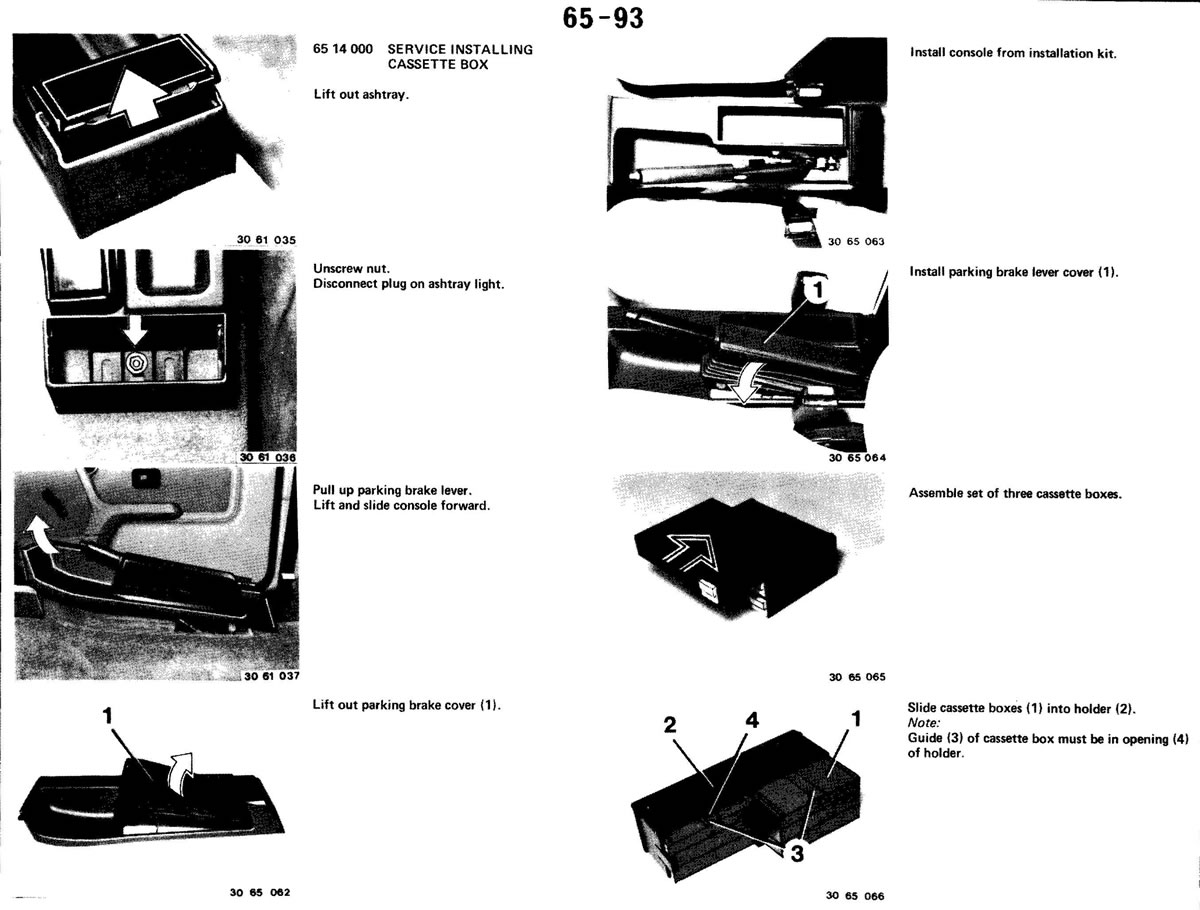 65-93
65 14 000 SERVICE INSTALLING
CASSETTE BOX
Lift out ashtray.
30 61 035
Unscrew nut.
Disconnect plug on ashtray light.
30 61 036
Pull up parking brake lever.
Lift and slide console forward.
30 61 037
Lift out parking brake cover (1).
1
30 65 062
Install console from installation kit.
30 65 063
Install parking brake lever cover (1).
1
30 65 064
Assemble set of three cassette boxes.
30 65 065
Slide cassette boxes (1) into holder (2).
Note:
Guide (3) of cassette box must be in opening (4)
of holder.
2 4 1
3
30 65 066